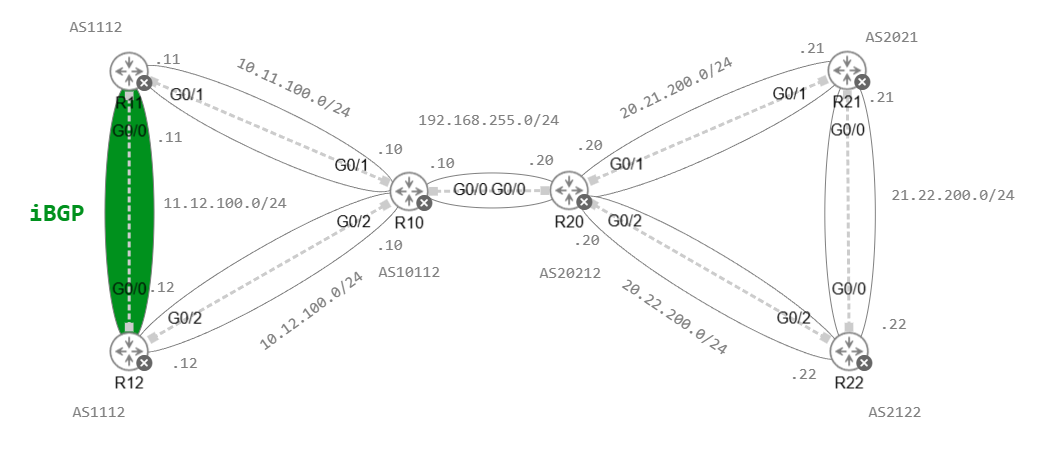 AS1112
.11
10.11.100.0/24
R11
G0/1
G0/0
.11
iBGP
11.12.100.0/24
G0/0
.12
R12
G0/2
.12
AS1112
10.12.100.0/24
G0/1
.10
.10
G0/0
R10
G0/2
.10
AS10112
192.168.255.0/24
.20
.20
G0/0
G0/1
R20
G0/2
.20
AS20212
20.21.200.0/24
20.22.200.0/24
.21
AS2021
G0/1
R21
.21
G0/0
21.22.200.0/24
G0/0
G0/2
.22
.22
R22
AS2122